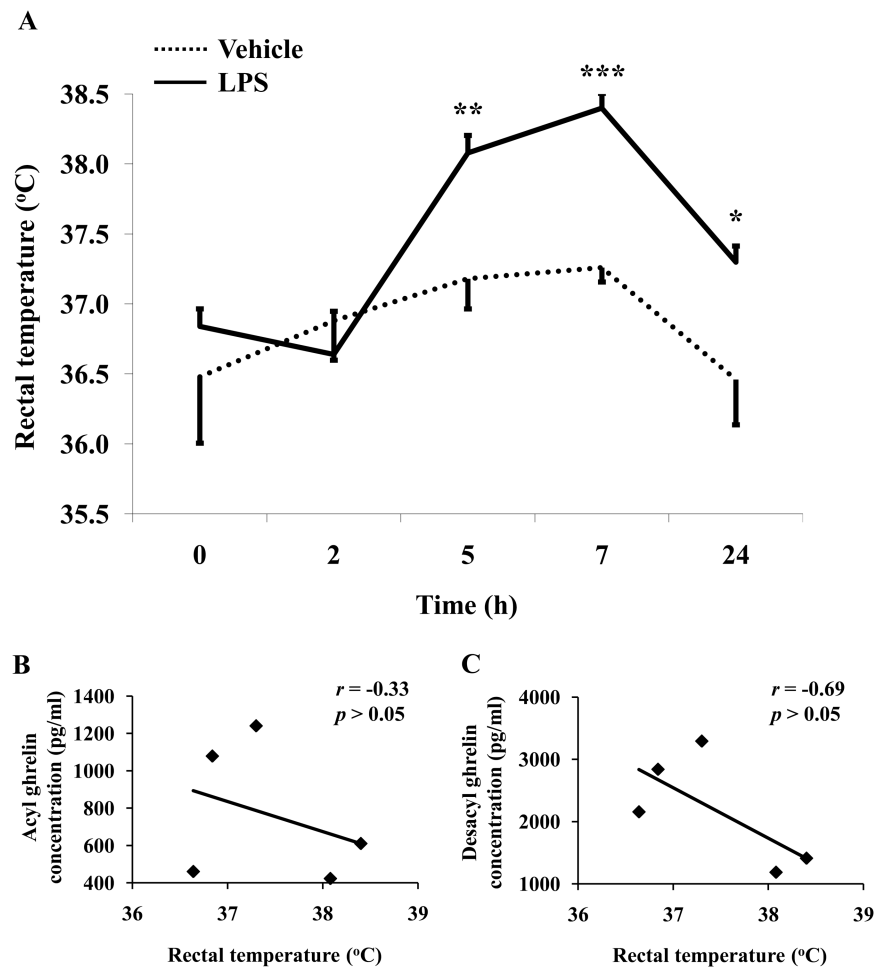 A
Vehicle
LPS
Rectal temperature (°C)
38.5
38.0
37.5
37.0
36.5
36.0
35.5
**
***
*
0 2 5 7 24
Time (h)
B
Acyl ghrelin
concentration (pg/ml)
1400
1200
1000
800
600
400
r = -0.33
p > 0.05
36 37 38 39
Rectal temperature (°C)
C
Desacyl ghrelin
concentration (pg/ml)
4000
3000
2000
1000
r = -0.69
p > 0.05
36 37 38 39
Rectal temperature (°C)